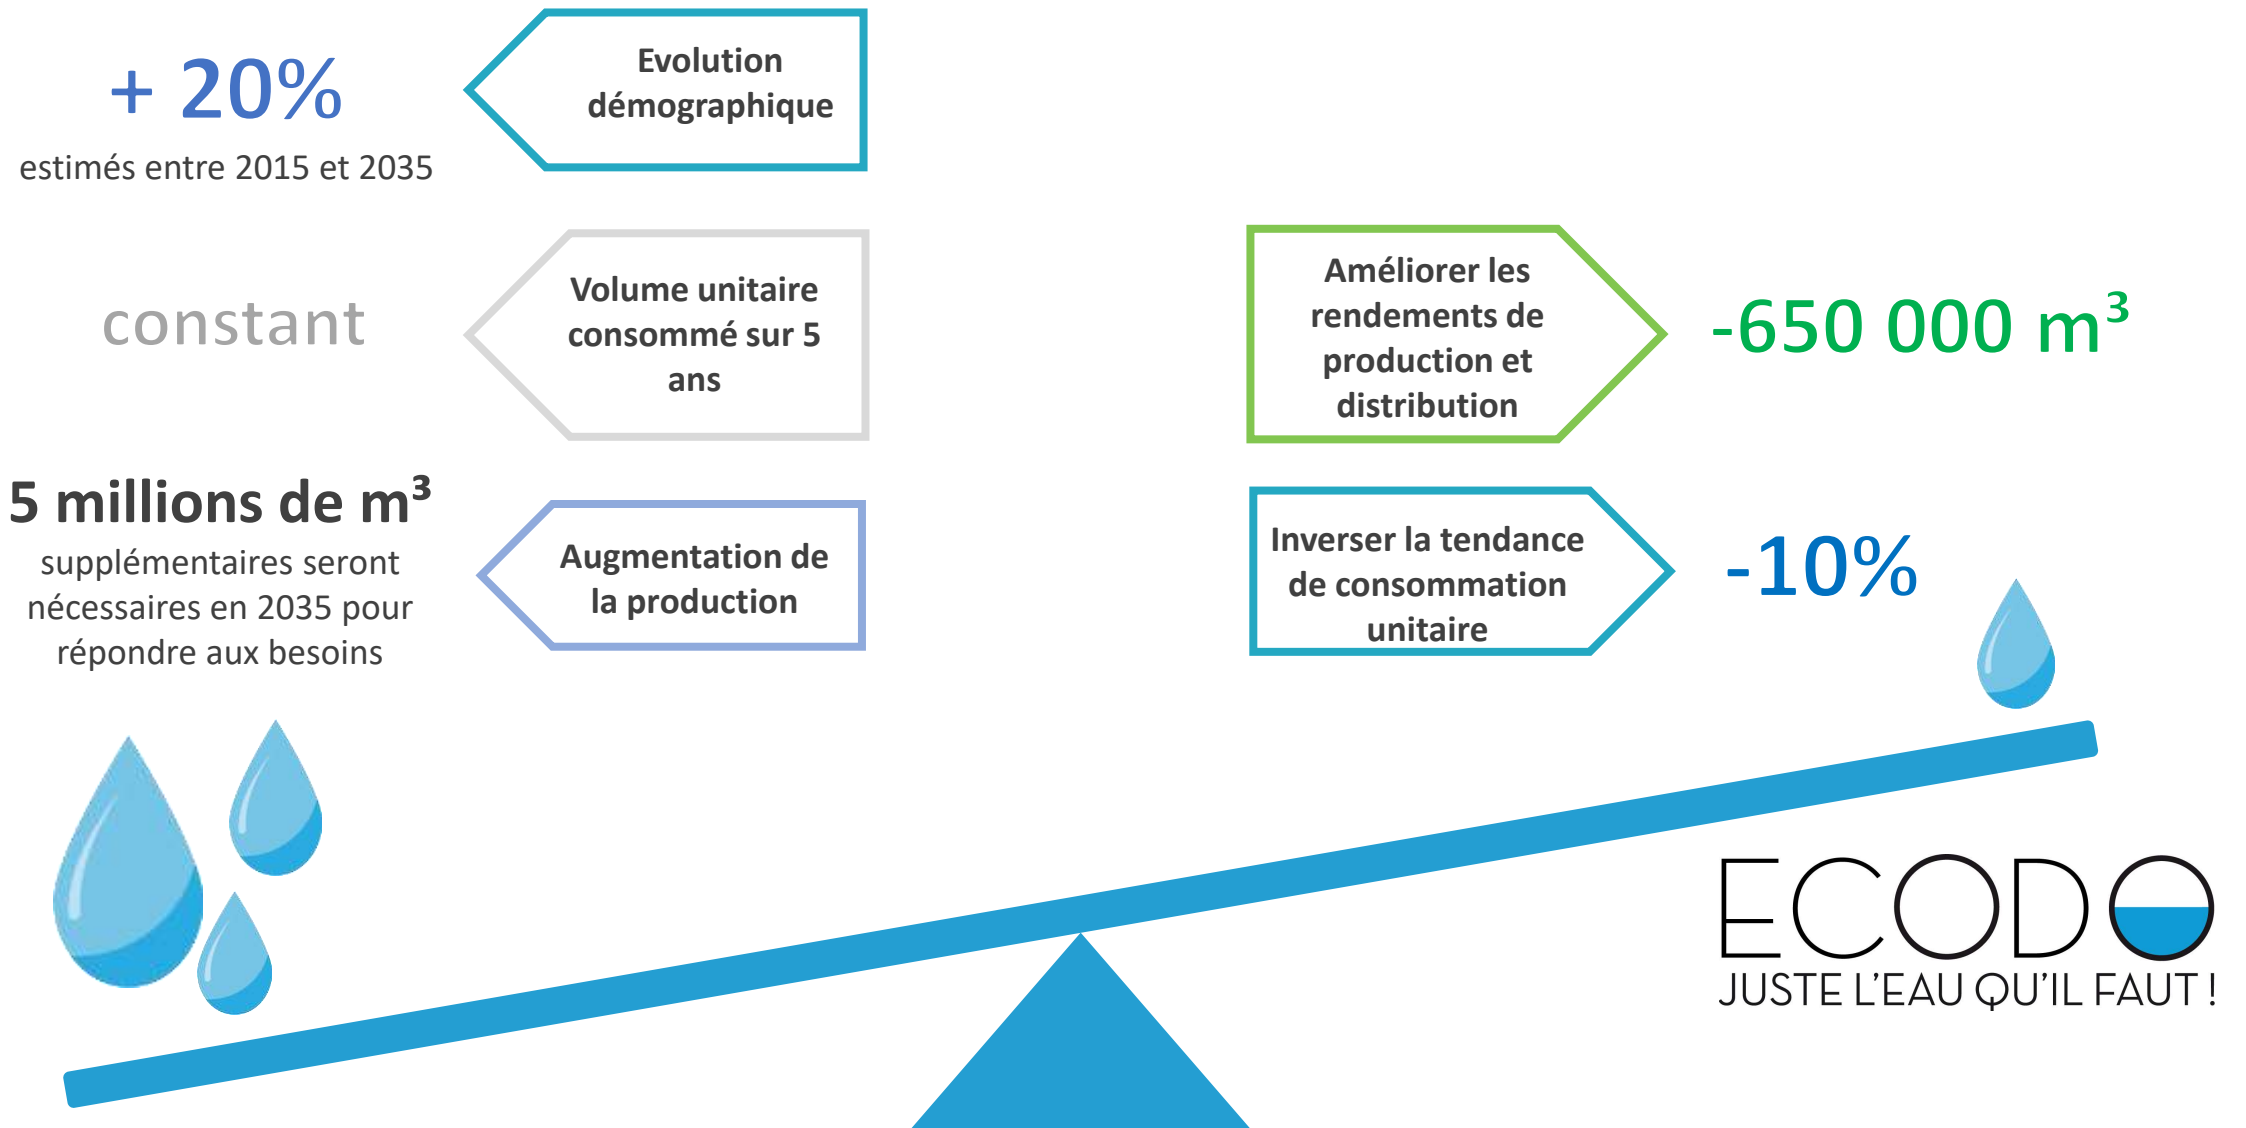 + 20%
estimés entre 2015 et 2035
Evolution
démographique
constant
Volume unitaire
consommé sur 5
ans
5 millions de m³
supplémentaires seront
nécessaires en 2035 pour
répondre aux besoins
Augmentation de
la production
Améliorer les
rendements de
production et
distribution
-650 000 m³
Inverser la tendance
de consommation
unitaire
-10%
ECODO
JUSTE L'EAU QU'IL FAUT !